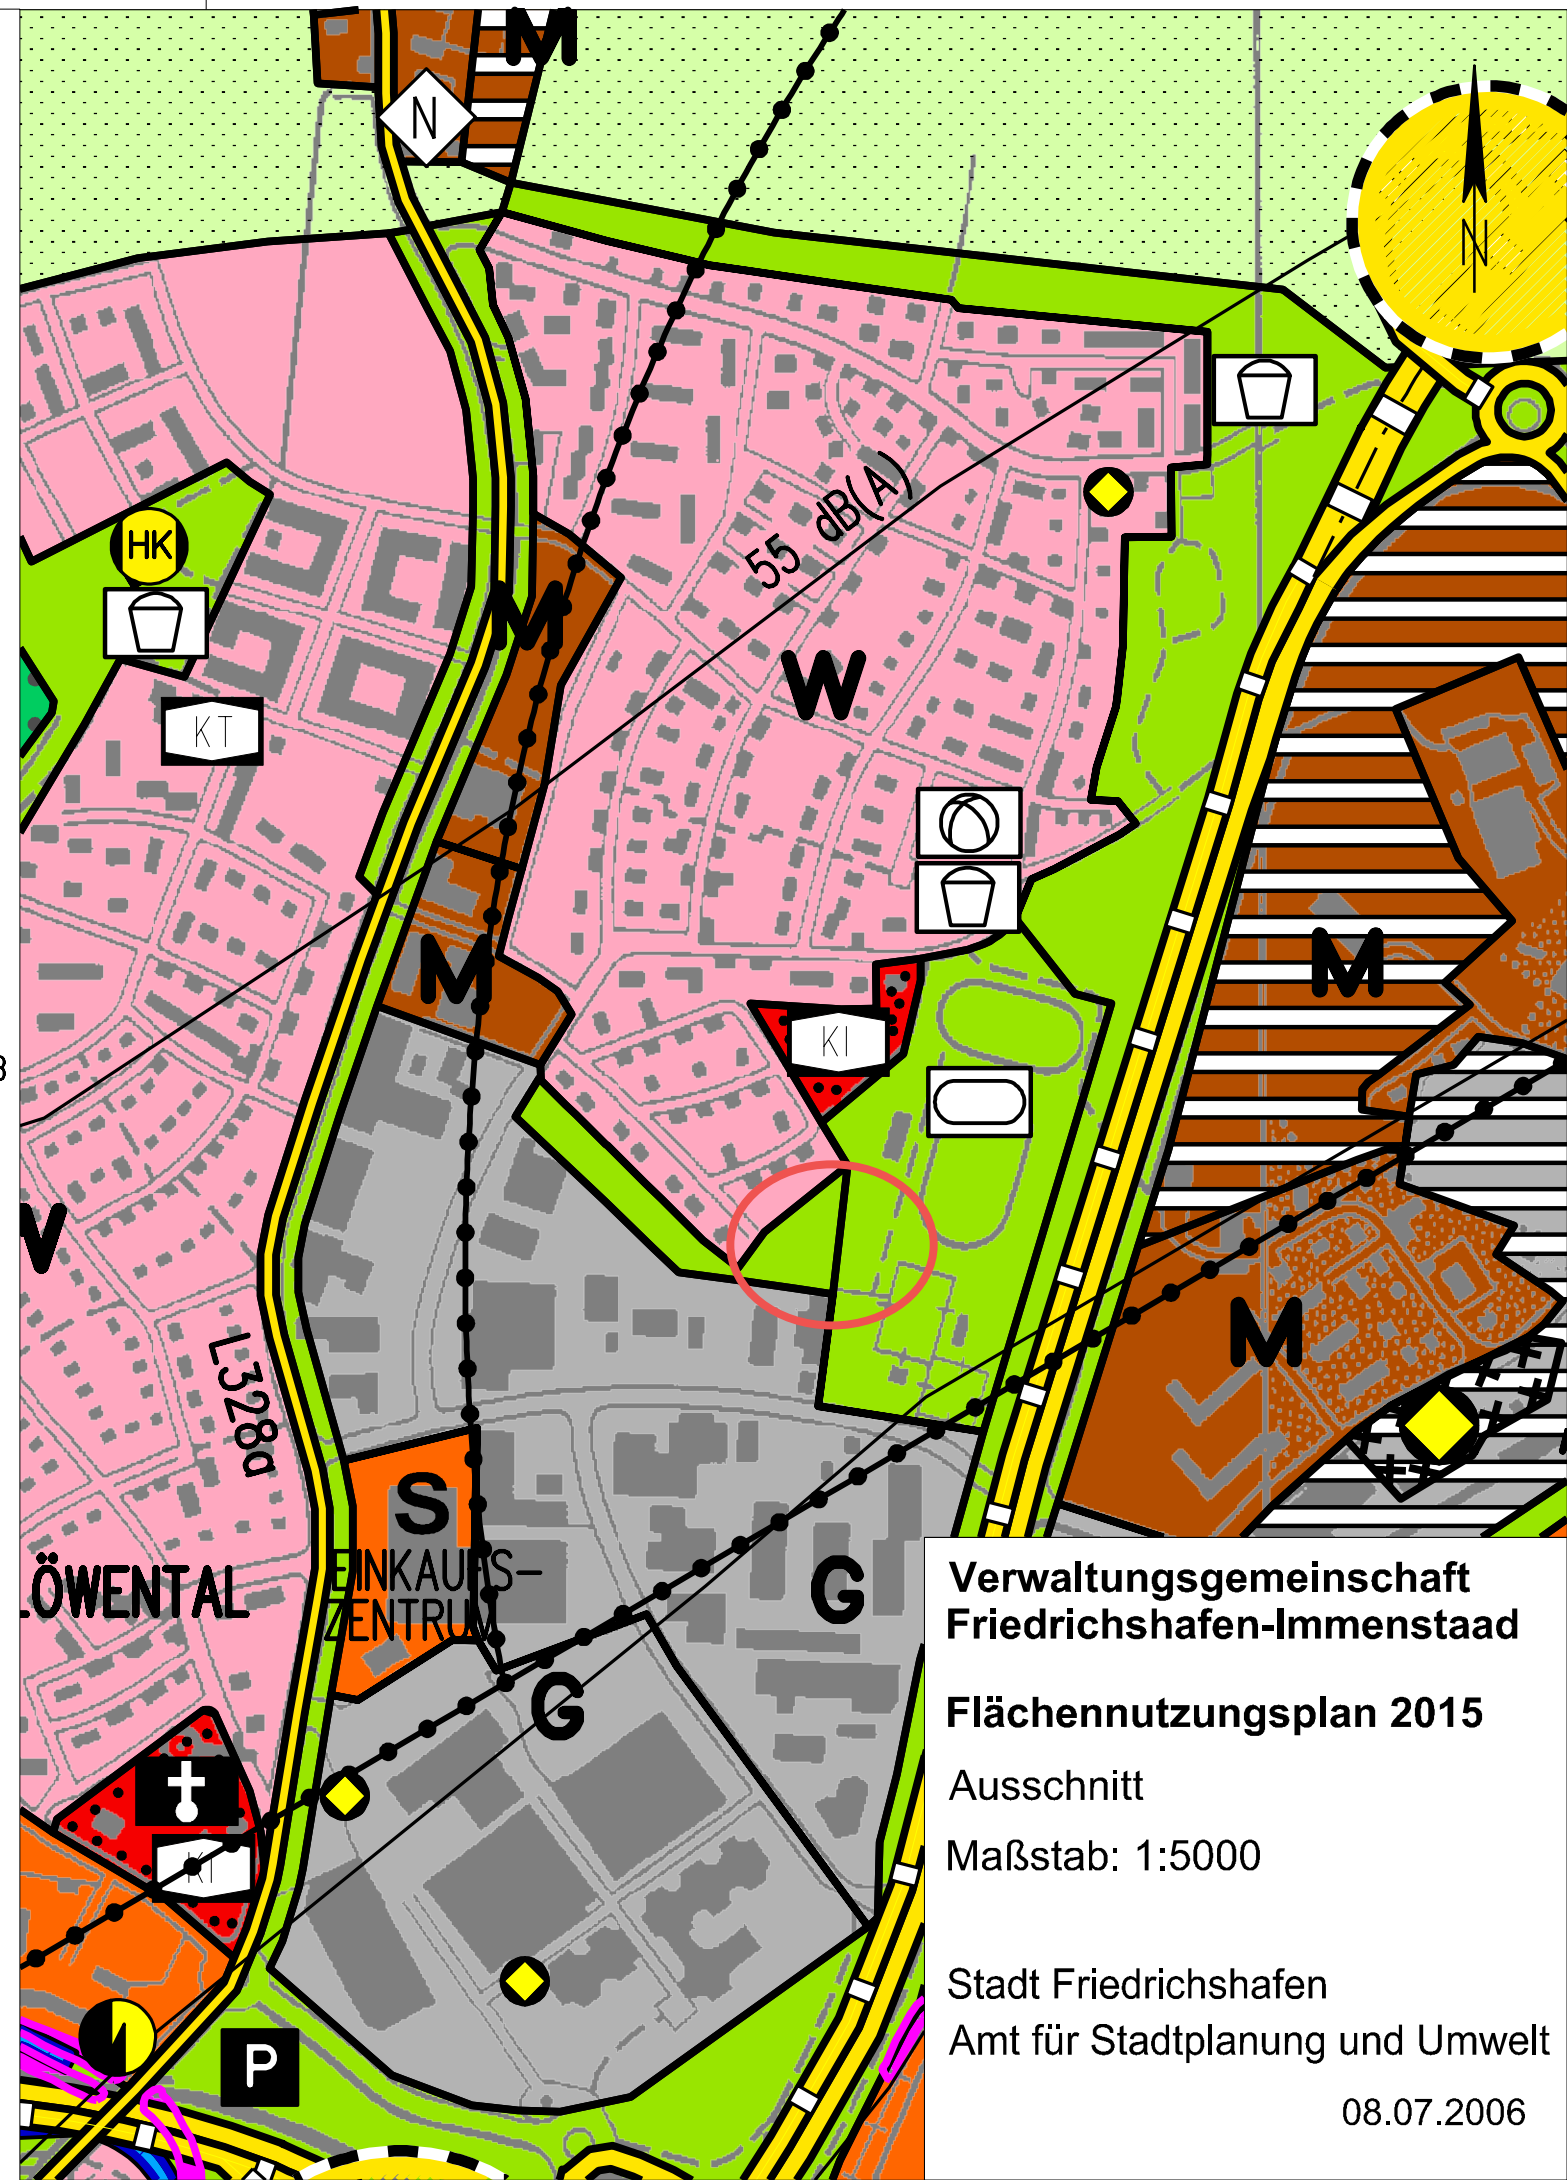 M
N
N
55 dB(A)
HK
M
W
KT
M
M
KI
M
L328a
S
EINKAUFS-
ZENTRUM
G
G
KT
P
Verwaltungsgemeinschaft
Friedrichshafen-Immenstaad
Flächennutzungsplan 2015
Ausschnitt
Maßstab: 1:5000
Stadt Friedrichshafen
Amt für Stadtplanung und Umwelt
08.07.2006